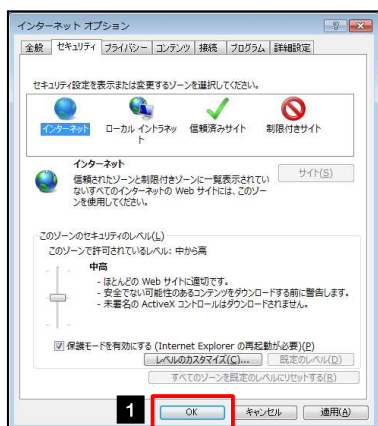 インターネット オプション
全般 セキュリティ プライバシー コンテンツ 接続 プログラム 詳細設定
セキュリティ設定を表示または変更するゾーンを選択してください。
インターネット ローカル イントラネット 信頼済みサイト 制限付きサイト
インターネット
信頼されたゾーンと制限付きゾーンに一覧表示されてい
ないすべてのインターネットの Web サイトには、このゾー
ンを使用してください。
サイト(S)
このゾーンのセキュリティのレベル(L)
このゾーンで許可されているレベル: 中から高
中高
- ほとんどの Web サイトに適切です。
- 安全でない可能性のあるコンテンツをダウンロードする前に警告します。
- 未署名の ActiveX コントロールはダウンロードされません。
保護モードを有効にする (Internet Explorer の再起動が必要)(P)
レベルのカスタマイズ(C)... 既定のレベル(D)
すべてのゾーンを既定のレベルにリセットする(R)
1 OK キャンセル 適用(A)